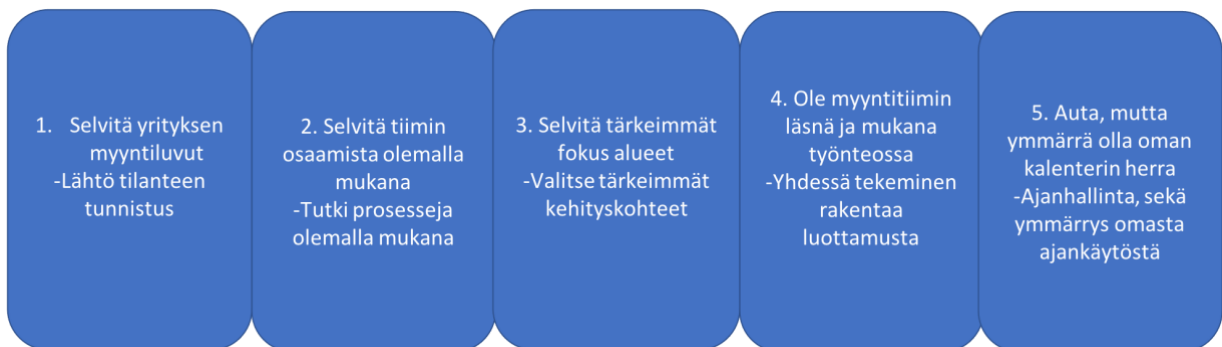 1. Selvitä yrityksen
myyntiluvut
-Lähtö tilanteen
tunnistus
2. Selvitä tiimin
osaamista olemalla
mukana
-Tutki prosesseja
olemalla mukana
3. Selvitä tärkeimmät
fokus alueet
-Valitse tärkeimmät
kehityskohteet
4. Ole myyntitiimin
läsnä ja mukana
työnteossa
-Yhdessä tekeminen
rakentaa
luottamusta
5. Auta, mutta
ymmärrä olla oman
kalenterin herra
-Ajanhallinta, sekä
ymmärrys omasta
ajankäytöstä